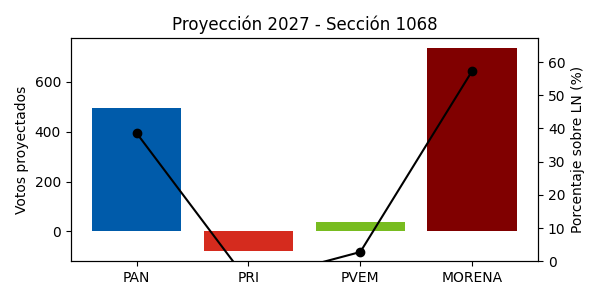 Proyección 2027 - Sección 1068
Votos proyectados
600
400
200
0
Porcentaje sobre LN (%)
60
50
40
30
20
10
0
PAN PRI PVEM MORENA